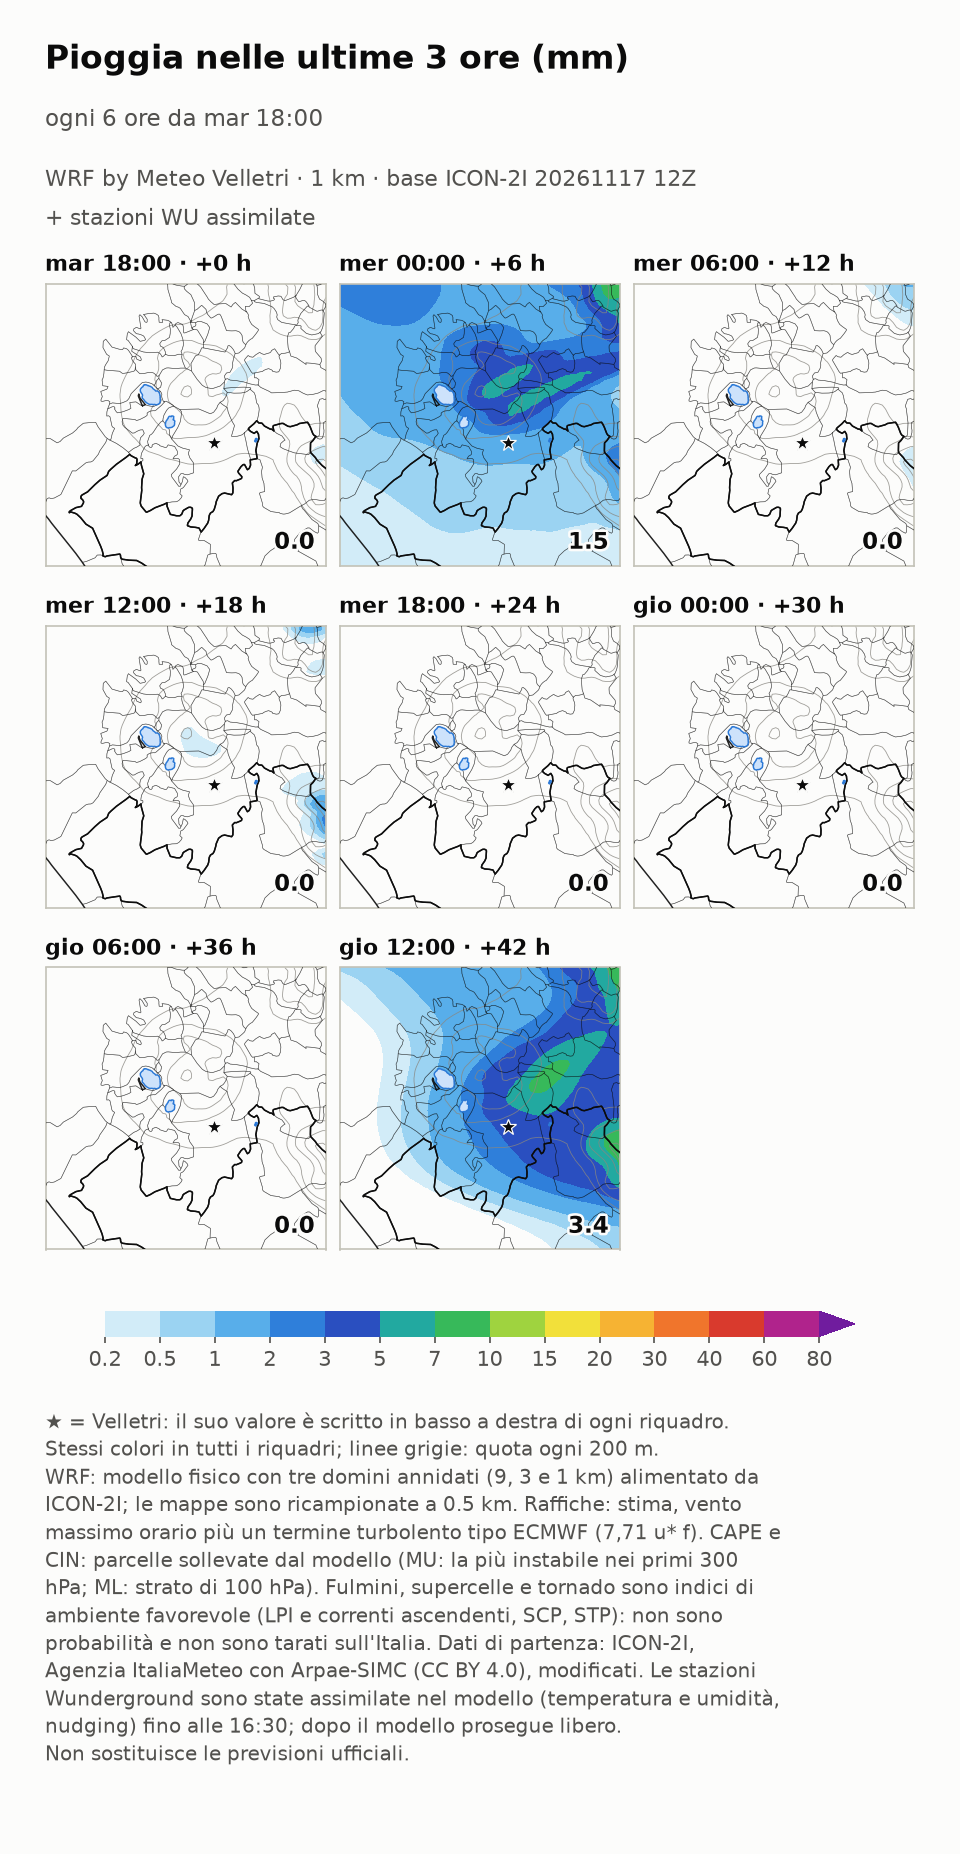 Pioggia nelle ultime 3 ore (mm)
ogni 6 ore da mar 18:00
WRF by Meteo Velletri · 1 km · base ICON-2I 20261117 12Z
+ stazioni WU assimilate
mar 18:00 · +0 h
mer 00:00 · +6 h
mer 06:00 · +12 h
0.0
1.5
0.0
mer 12:00 · +18 h
mer 18:00 · +24 h
gio 00:00 · +30 h
0.0
0.0
0.0
gio 06:00 · +36 h
gio 12:00 · +42 h
0.0
3.4
0.2 0.5 1 2 3 5 7 10 15 20 30 40 60 80
★ = Velletri: il suo valore è scritto in basso a destra di ogni riquadro.
Stessi colori in tutti i riquadri; linee grigie: quota ogni 200 m.
WRF: modello fisico con tre domini annidati (9, 3 e 1 km) alimentato da
ICON-2I; le mappe sono ricampionate a 0.5 km. Raffiche: stima, vento
massimo orario più un termine turbolento tipo ECMWF (7,71 u* f). CAPE e
CIN: parcelle sollevate dal modello (MU: la più instabile nei primi 300
hPa; ML: strato di 100 hPa). Fulmini, supercelle e tornado sono indici di
ambiente favorevole (LPI e correnti ascendenti, SCP, STP): non sono
probabilità e non sono tarati sull'Italia. Dati di partenza: ICON-2I,
Agenzia ItaliaMeteo con Arpae-SIMC (CC BY 4.0), modificati. Le stazioni
Wunderground sono state assimilate nel modello (temperatura e umidità,
nudging) fino alle 16:30; dopo il modello prosegue libero.
Non sostituisce le previsioni ufficiali.